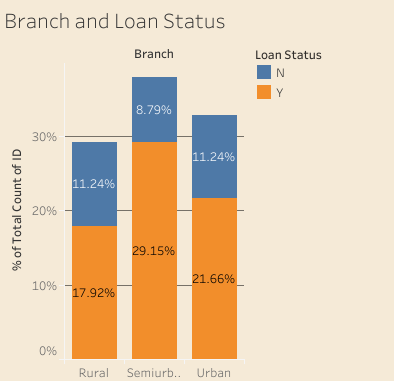 Branch and Loan Status
Branch
Loan Status
N
Y
% of Total Count of ID
30%
20%
10%
0%
8.79%
11.24%
11.24%
29.15%
21.66%
17.92%
Rural
Semiurb..
Urban